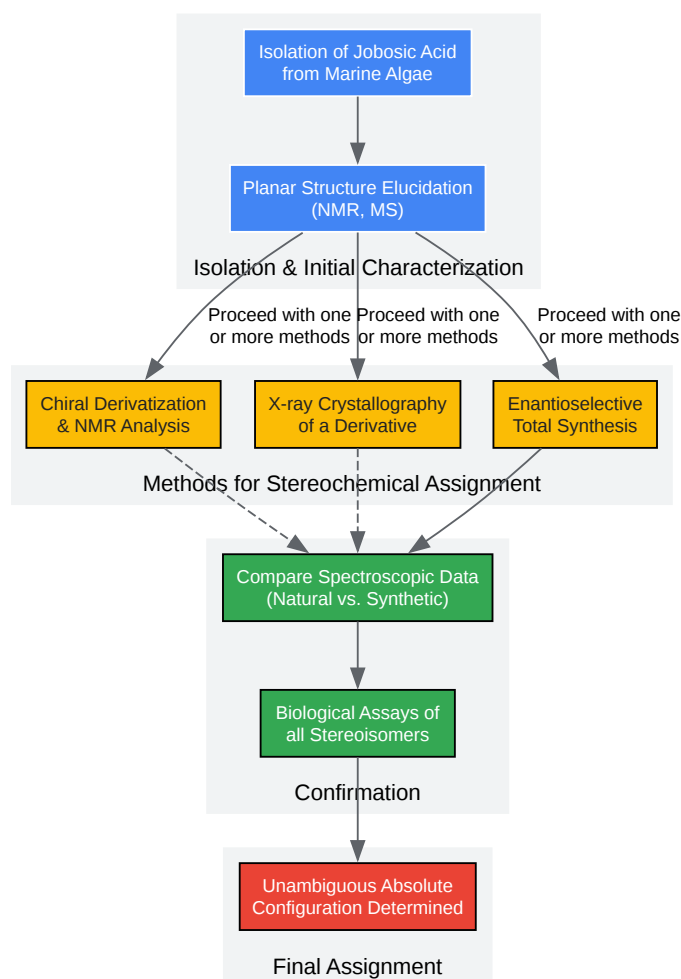 Isolation of Jobosic Acid
from Marine Algae
Planar Structure Elucidation
(NMR, MS)
Isolation & Initial Characterization
Proceed with one
or more methods
Proceed with one
or more methods
Proceed with one
or more methods
Chiral Derivatization
& NMR Analysis
X-ray Crystallography
of a Derivative
Enantioselective
Total Synthesis
Methods for Stereochemical Assignment
Compare Spectroscopic Data
(Natural vs. Synthetic)
Biological Assays of
all Stereoisomers
Confirmation
Unambiguous Absolute
Configuration Determined
Final Assignment